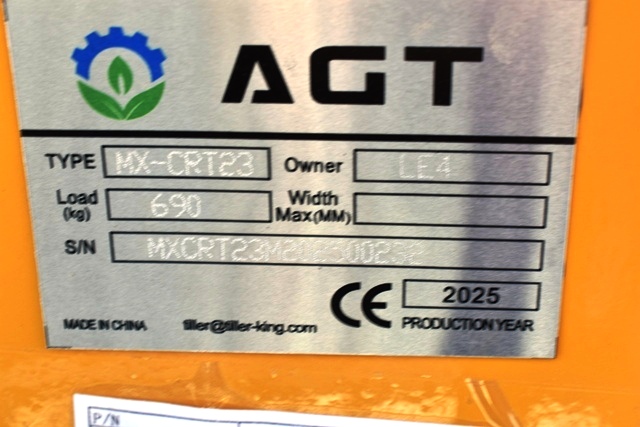 AGT
TYPE MX-CRT23 Owner LE4
Load (kg) 690 Width Max(MM)
S/N
CE 2025
MADE IN CHINA tiller@tiller-king.com PRODUCTION YEAR
P/N